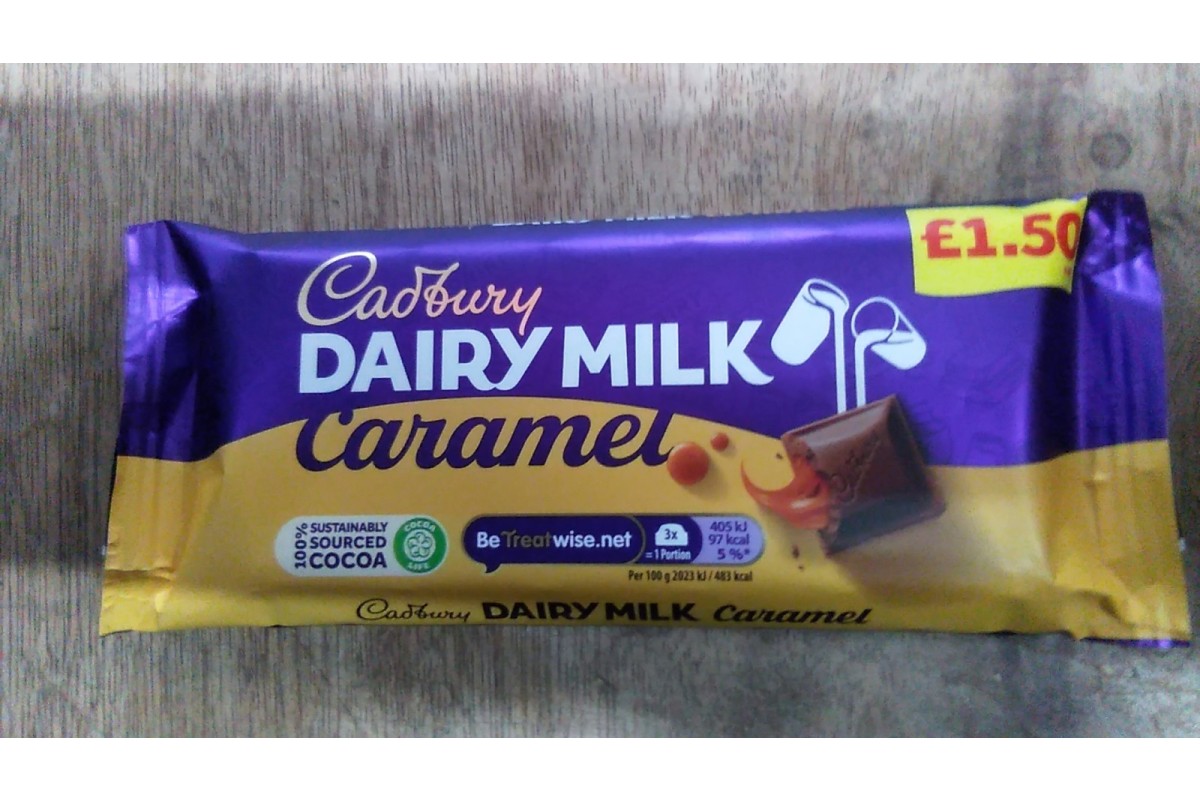 £1.50
Cadbury
DAIRY MILK
Caramel
100%
SUSTAINABLY
SOURCED
COCOA
COCOA
LIFE
BeTreatwise.net
3x
= 1 Portion
405 kJ
97 kcal
5 %*
Per 100 g 2023 kJ / 483 kcal
Cadbury DAIRY MILK Caramel